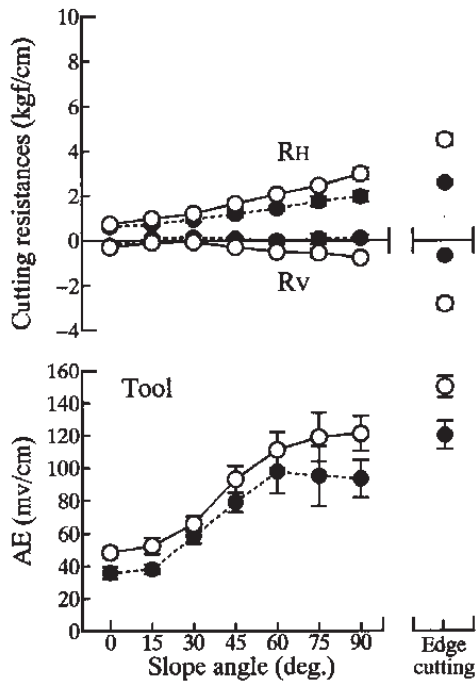 Cutting resistances (kgf/cm)
10
8
6
4
2
0
−2
−4
RH
RV
AE (mv/cm)
160
140
120
100
80
60
40
20
0
Tool
0 15 30 45 60 75 90
Slope angle (deg.)
Edge
cutting